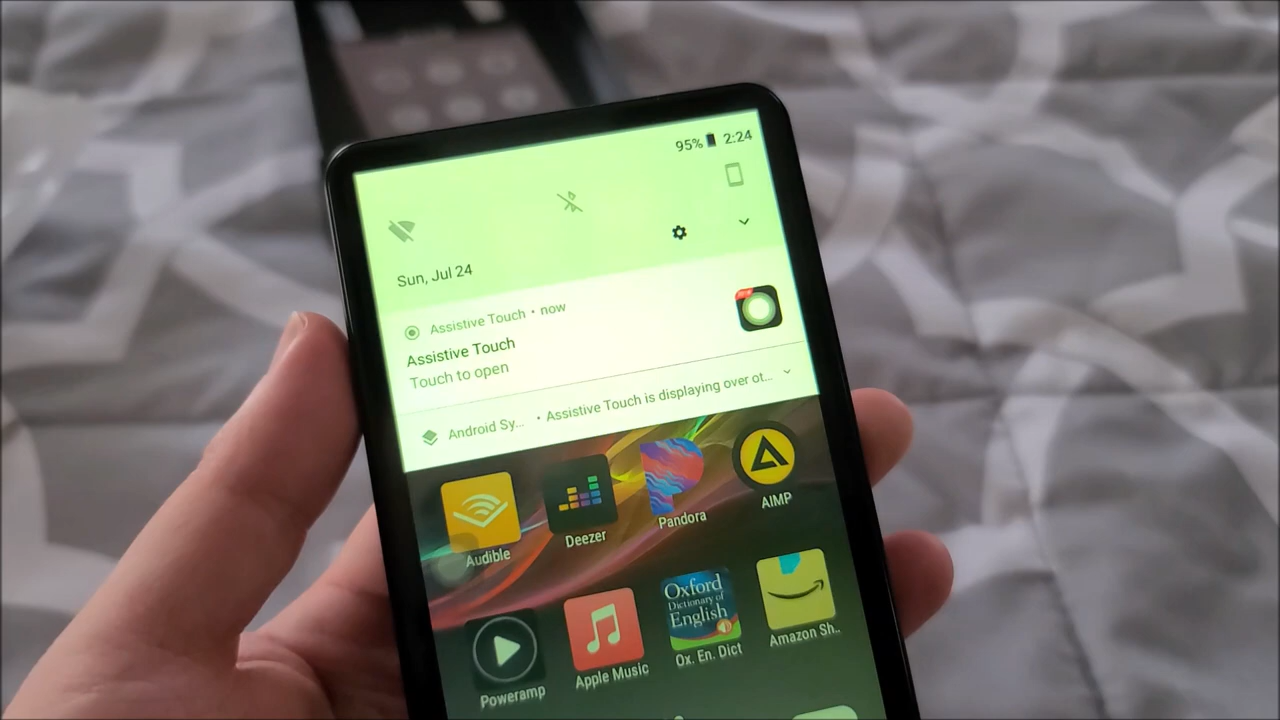 95% 2:24
Sun, Jul 24
Assistive Touch • now
Assistive Touch
Touch to open
Android Sy... • Assistive Touch is displaying over ot...
Audible
Deezer
Pandora
AIMP
Oxford
Dictionary of
English
Poweramp
Apple Music
Ox. En. Dict
Amazon Sh..